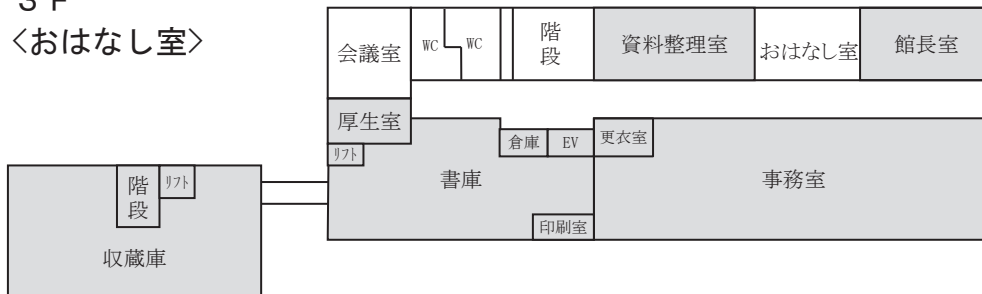 3F
<おはなし室>
会議室
WC
WC
階段
資料整理室
おはなし室
館長室
厚生室
リフト
倉庫
EV
更衣室
書庫
事務室
階段
リフト
印刷室
収蔵庫